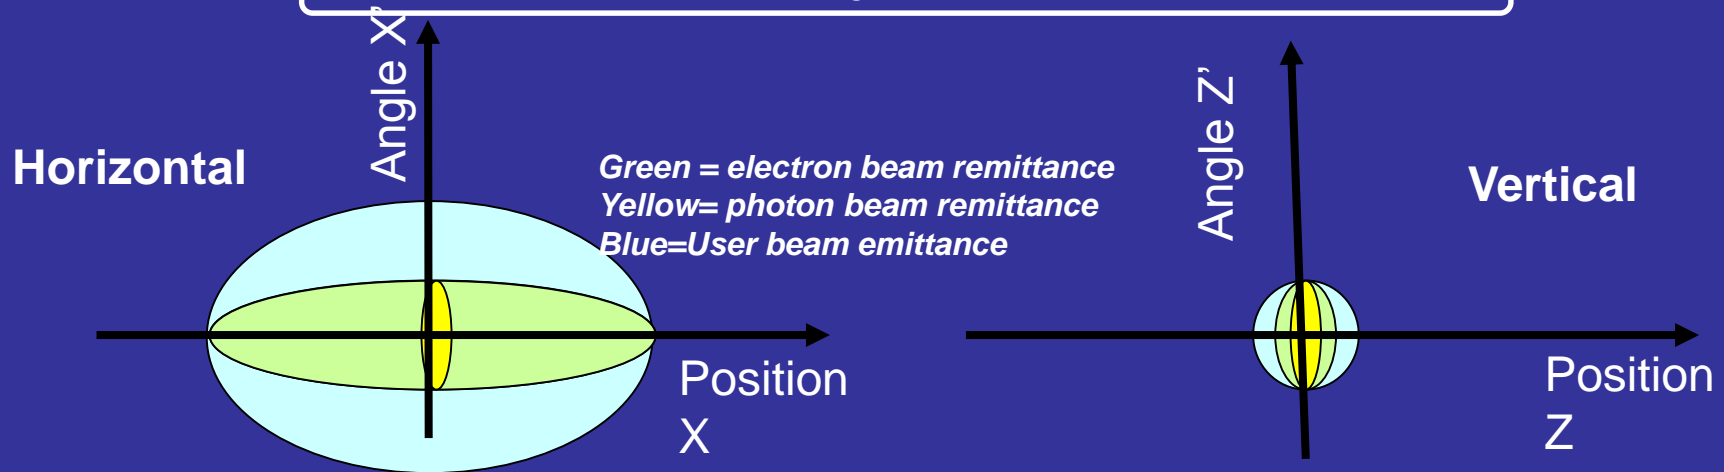 Angle X’
Horizontal
Green = electron beam remittance
Yellow= photon beam remittance
Blue=User beam emittance
Position
X
Angle Z’
Vertical
Position
Z